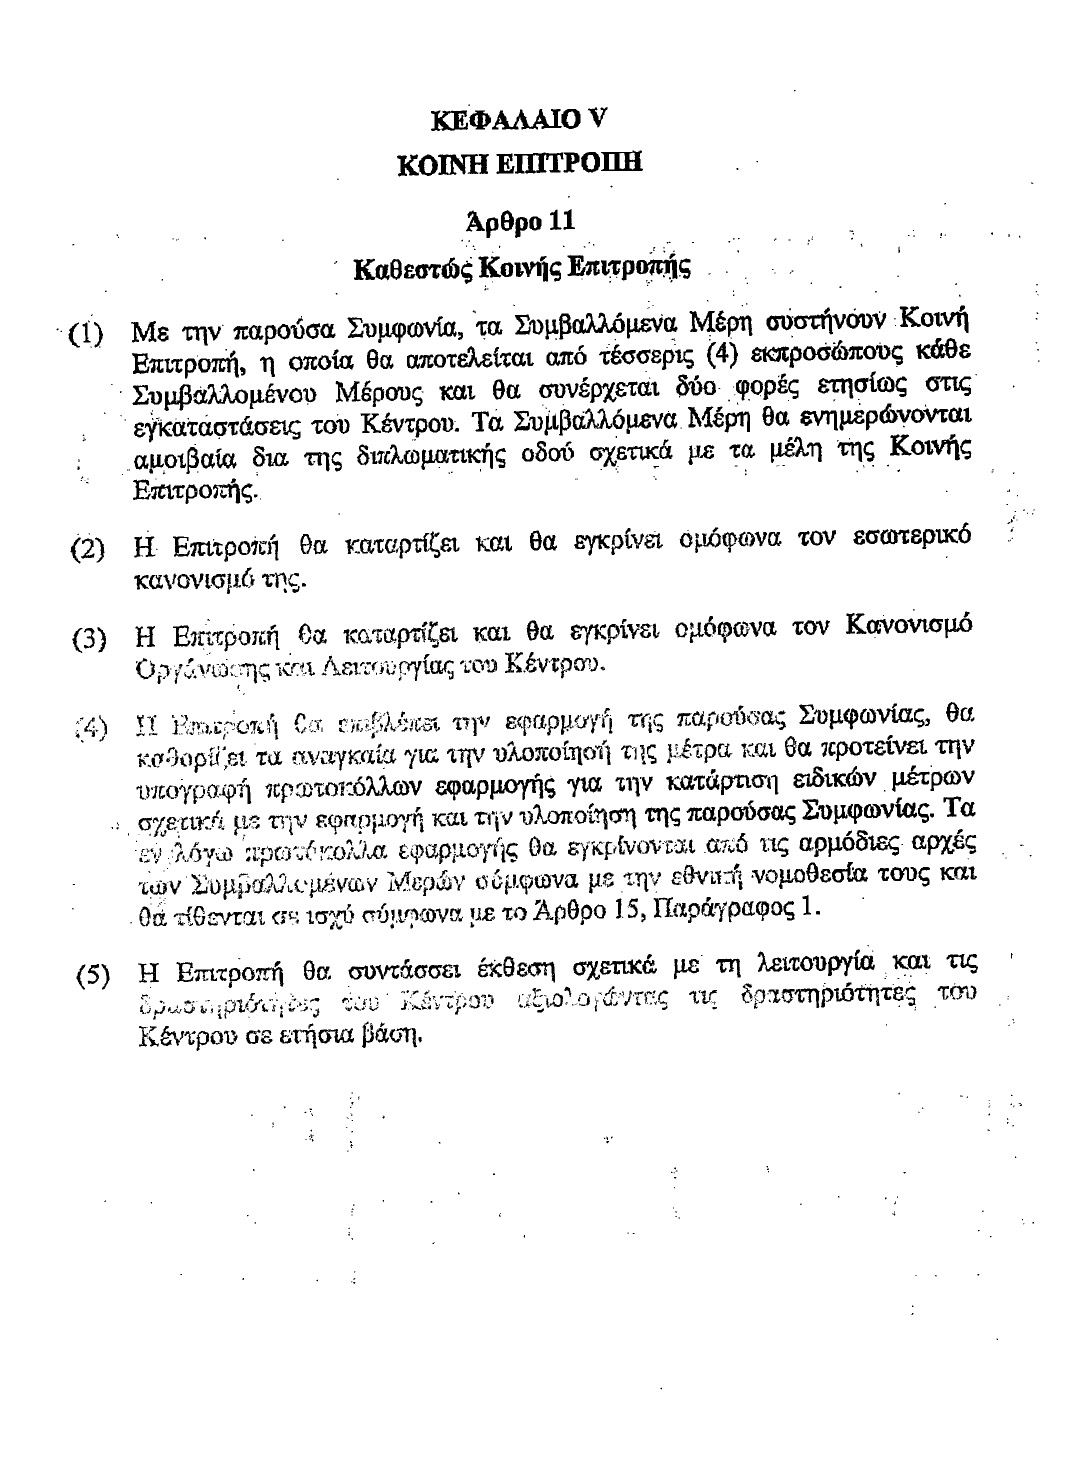 ΚΕΦΑΛΑΙΟ V
ΚΟΙΝΗ ΕΠΙΤΡΟΠΗ
Άρθρο 11
Καθεστώς Κοινής Επιτροπής
(1) Με την παρούσα Συμφωνία, τα Συμβαλλόμενα Μέρη συστήνουν Κοινή
Επιτροπή, η οποία θα αποτελείται από τέσσερις (4) εκπροσώπους κάθε
Συμβαλλομένου Μέρους και θα συνέρχεται δύο φορές ετησίως στις
εγκαταστάσεις του Κέντρου. Τα Συμβαλλόμενα Μέρη θα ενημερώνονται
αμοιβαία δια της διπλωματικής οδού σχετικά με τα μέλη της Κοινής
Επιτροπής.
(2) Η Επιτροπή θα καταρτίζει και θα εγκρίνει ομόφωνα τον εσωτερικό
κανονισμό της.
(3) Η Επιτροπή θα καταρτίζει και θα εγκρίνει ομόφωνα τον Κανονισμό
Οργάνωσης και Λειτουργίας του Κέντρου.
(4) Η Επιτροπή θα επιβλέπει την εφαρμογή της παρούσας Συμφωνίας, θα
καθορίζει τα αναγκαία για την υλοποίησή της μέτρα και θα προτείνει την
υπογραφή πρωτοκόλλων εφαρμογής για την κατάρτιση ειδικών μέτρων
σχετικά με την εφαρμογή και την υλοποίηση της παρούσας Συμφωνίας. Τα
εν λόγω πρωτόκολλα εφαρμογής θα εγκρίνονται από τις αρμόδιες αρχές
των Συμβαλλομένων Μερών σύμφωνα με την εθνική νομοθεσία τους και
θα τίθενται σε ισχύ σύμφωνα με το Άρθρο 15, Παράγραφος 1.
(5) Η Επιτροπή θα συντάσσει έκθεση σχετικά με τη λειτουργία και τις
δραστηριότητες του Κέντρου αξιολογώντας τις δραστηριότητες του
Κέντρου σε ετήσια βάση.